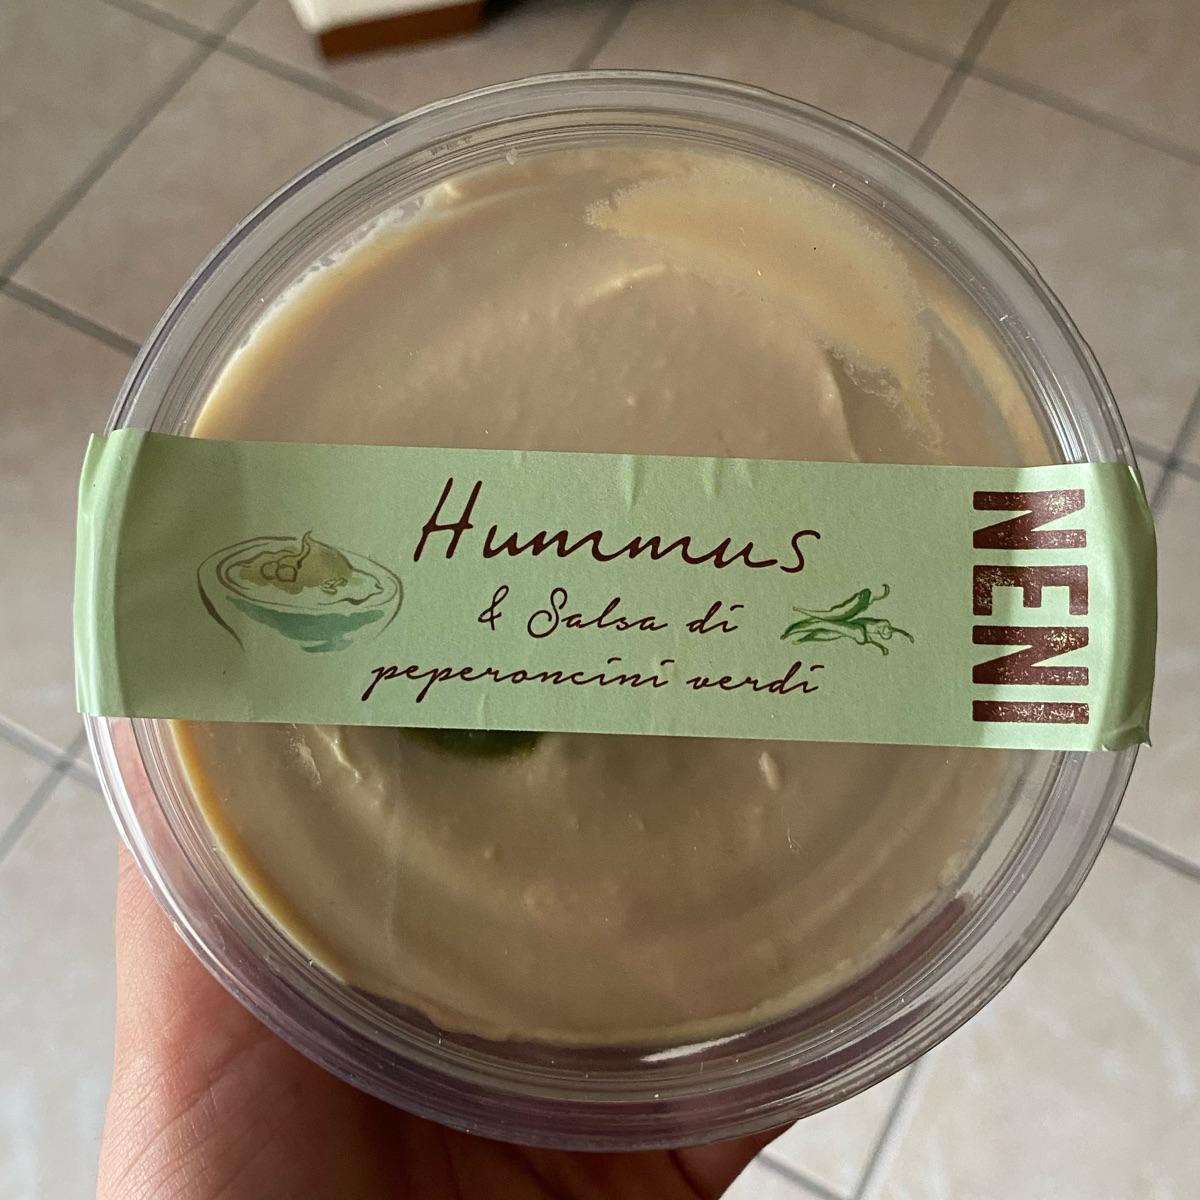 Hummus
& Salsa di
peperoncini verdi
NENI